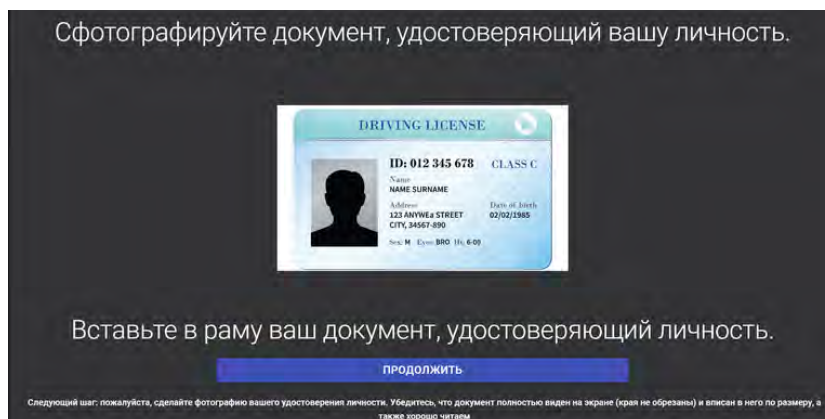 Сфотографируйте документ, удостоверяющий вашу личность.
DRIVING LICENSE
ID: 012 345 678 CLASS C
Name
NAME SURNAME
Address Date of birth
123 ANYWEa STREET 02/02/1985
CITY, 34567-890
Sex: M Eyes: BRO Ht. 6-00
Вставьте в раму ваш документ, удостоверяющий личность.
ПРОДОЛЖИТЬ
Следующий шаг: пожалуйста, сделайте фотографию вашего удостоверения личности. Убедитесь, что документ полностью виден на экране (края не обрезаны) и вписан в него по размеру, а
также хорошо читаем